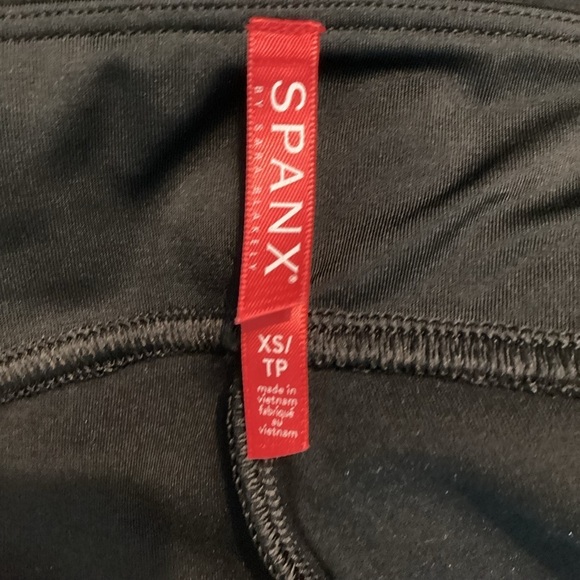 SPANX®
BY SARA BLAKELY
XS/
TP
made in
vietnam
fabriqué
au
vietnam